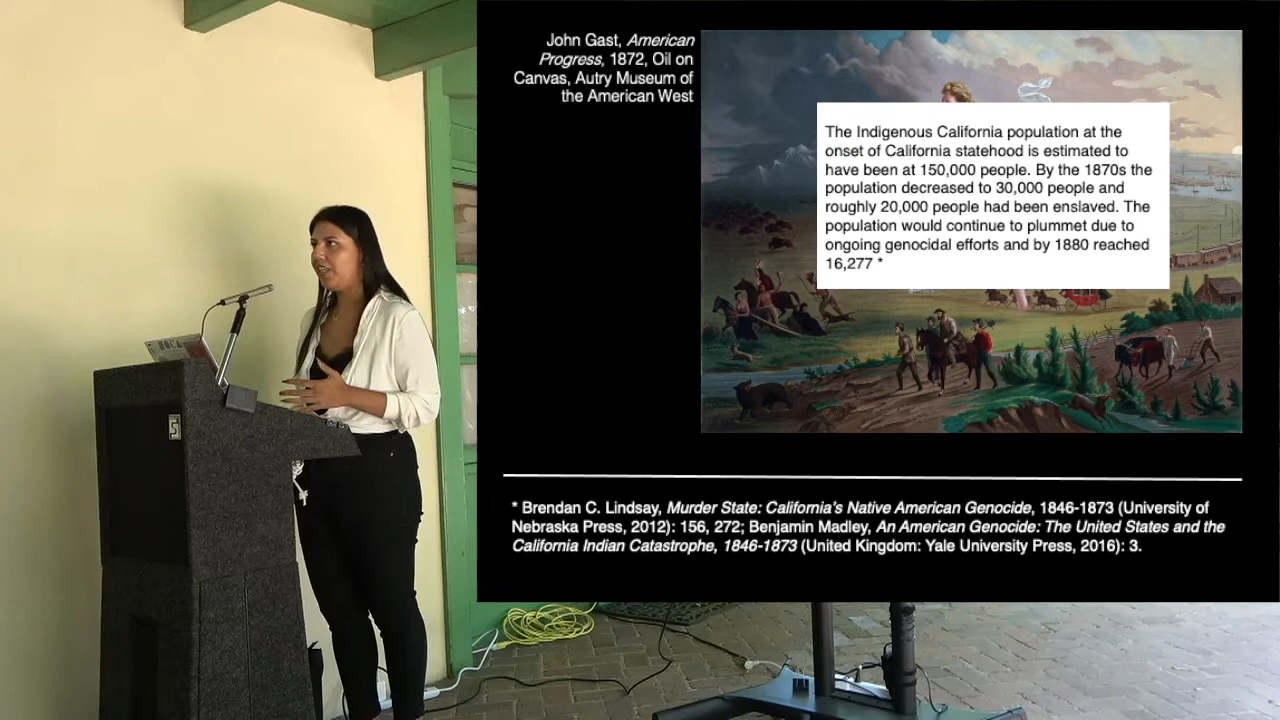 John Gast, American
Progress, 1872, Oil on
Canvas, Autry Museum of
the American West
The Indigenous California population at the
onset of California statehood is estimated to
have been at 150,000 people. By the 1870s the
population decreased to 30,000 people and
roughly 20,000 people had been enslaved. The
population would continue to plummet due to
ongoing genocidal efforts and by 1880 reached
16,277 *
* Brendan C. Lindsay, Murder State: California's Native American Genocide, 1846-1873 (University of
Nebraska Press, 2012): 156, 272; Benjamin Madley, An American Genocide: The United States and the
California Indian Catastrophe, 1846-1873 (United Kingdom: Yale University Press, 2016): 3.